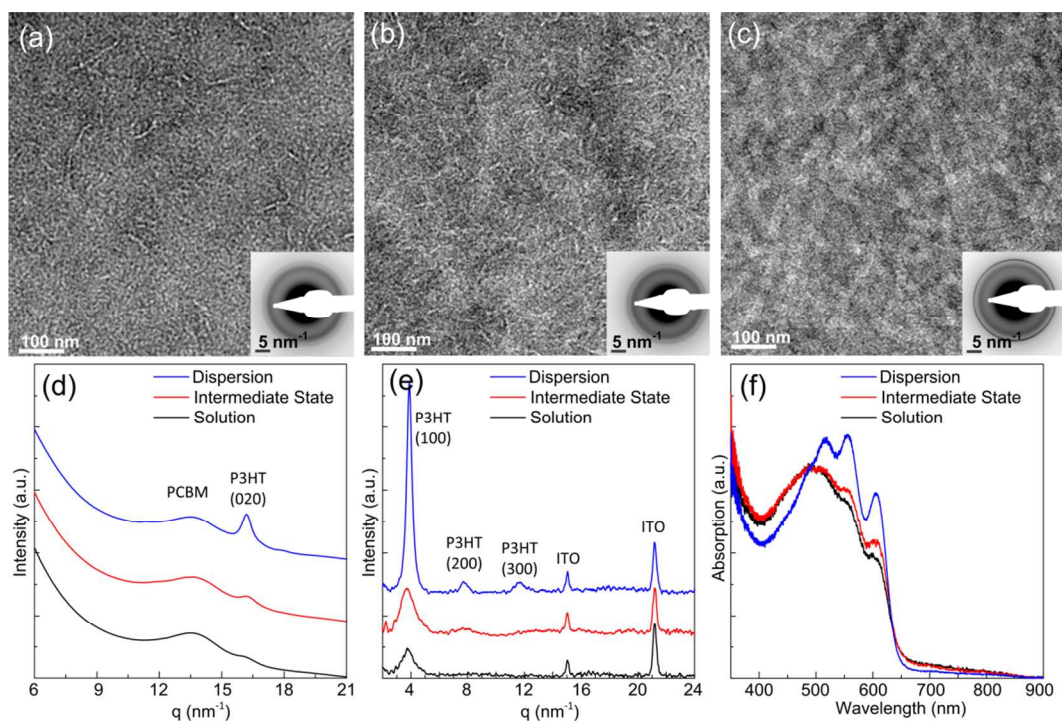 (a)
100 nm
5 nm⁻¹
(b)
100 nm
5 nm⁻¹
(c)
100 nm
5 nm⁻¹
(d)
Dispersion
Intermediate State
Solution
PCBM
P3HT
(020)
Intensity (a.u.)
6
9
12
15
18
21
q (nm⁻¹)
(e)
Dispersion
Intermediate State
Solution
P3HT
(100)
P3HT
(200)
P3HT
(300)
ITO
ITO
Intensity (a.u.)
4
8
12
16
20
24
q (nm⁻¹)
(f)
Dispersion
Intermediate State
Solution
Absorption (a.u.)
400
500
600
700
800
900
Wavelength (nm)